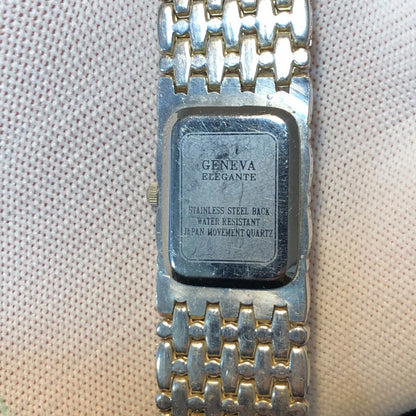 GENEVA
ELEGANTE
STAINLESS STEEL BACK
WATER RESISTANT
JAPAN MOVEMENT QUARTZ